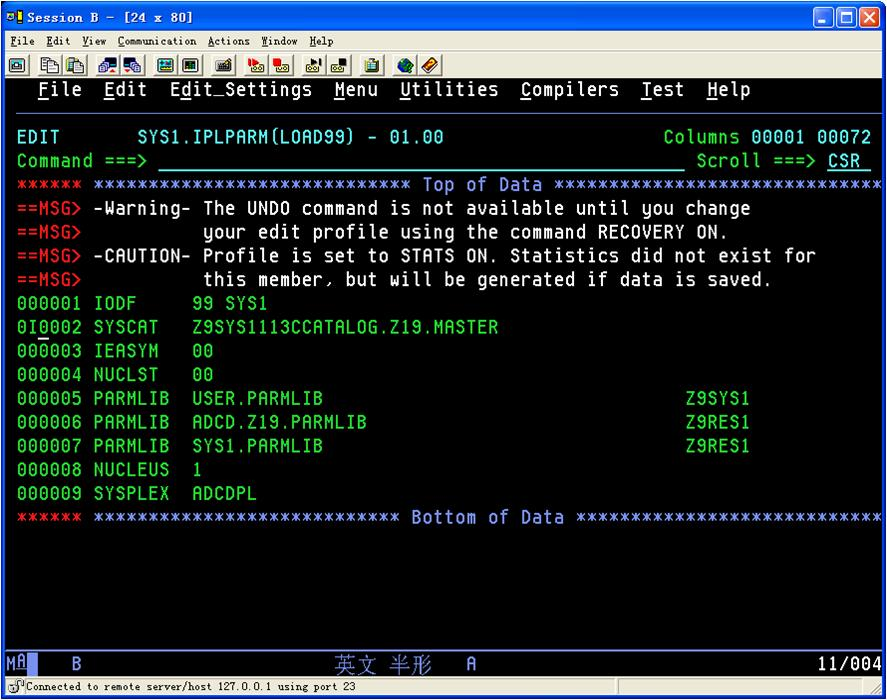 Session B - [24 x 80]
File Edit View Communication Actions Window Help
File Edit Edit_Settings Menu Utilities Compilers Test Help
EDIT SYS1.IPLPARM(LOAD99) - 01.00 Columns 00001 00072
Command ===> Scroll ===> CSR
****** ***************************** Top of Data ******************************
==MSG> -Warning- The UNDO command is not available until you change
==MSG> your edit profile using the command RECOVERY ON.
==MSG> -CAUTION- Profile is set to STATS ON. Statistics did not exist for
==MSG> this member, but will be generated if data is saved.
000001 IODF 99 SYS1
0I0002 SYSCAT Z9SYS1113CCATALOG.Z19.MASTER
000003 IEASYM 00
000004 NUCLST 00
000005 PARMLIB USER.PARMLIB Z9SYS1
000006 PARMLIB ADCD.Z19.PARMLIB Z9RES1
000007 PARMLIB SYS1.PARMLIB Z9RES1
000008 NUCLEUS 1
000009 SYSPLEX ADCDPL
****** **************************** Bottom of Data ****************************
MA B 英文 半形 A 11/004
Connected to remote server/host 127.0.0.1 using port 23